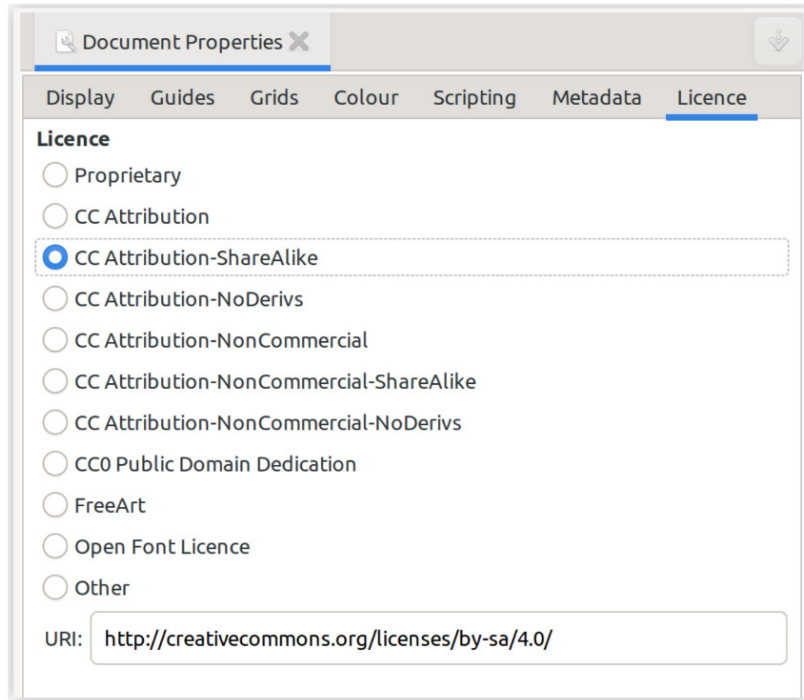 Document Properties
Display Guides Grids Colour Scripting Metadata Licence
Licence
Proprietary
CC Attribution
CC Attribution-ShareAlike
CC Attribution-NoDerivs
CC Attribution-NonCommercial
CC Attribution-NonCommercial-ShareAlike
CC Attribution-NonCommercial-NoDerivs
CC0 Public Domain Dedication
FreeArt
Open Font Licence
Other
URI: http://creativecommons.org/licenses/by-sa/4.0/